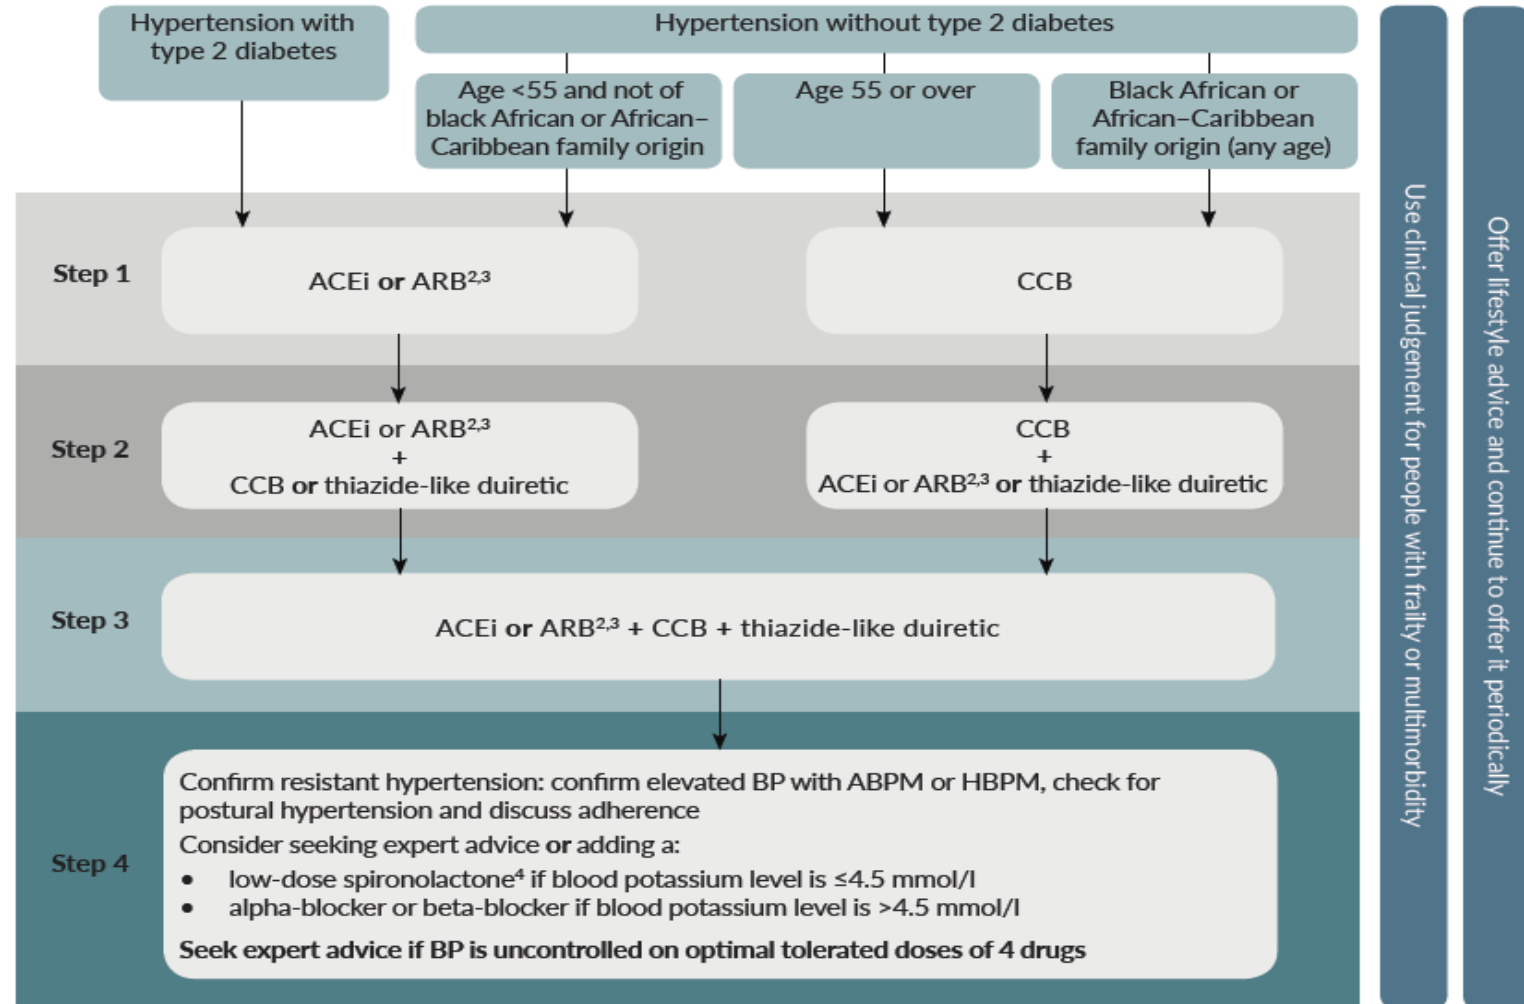 Hypertension with
type 2 diabetes
Hypertension without type 2 diabetes
Age <55 and not of
black African or African–
Caribbean family origin
Age 55 or over
Black African or
African–Caribbean
family origin (any age)
Step 1
ACEi or ARB²,³
CCB
Step 2
ACEi or ARB²,³
+
CCB or thiazide-like duiretic
CCB
+
ACEi or ARB²,³ or thiazide-like duiretic
Step 3
ACEi or ARB²,³ + CCB + thiazide-like duiretic
Step 4
Confirm resistant hypertension: confirm elevated BP with ABPM or HBPM, check for
postural hypertension and discuss adherence
Consider seeking expert advice or adding a:
• low-dose spironolactone⁴ if blood potassium level is ≤4.5 mmol/l
• alpha-blocker or beta-blocker if blood potassium level is >4.5 mmol/l
Seek expert advice if BP is uncontrolled on optimal tolerated doses of 4 drugs
Use clinical judgement for people with frailty or multimorbidity
Offer lifestyle advice and continue to offer it periodically